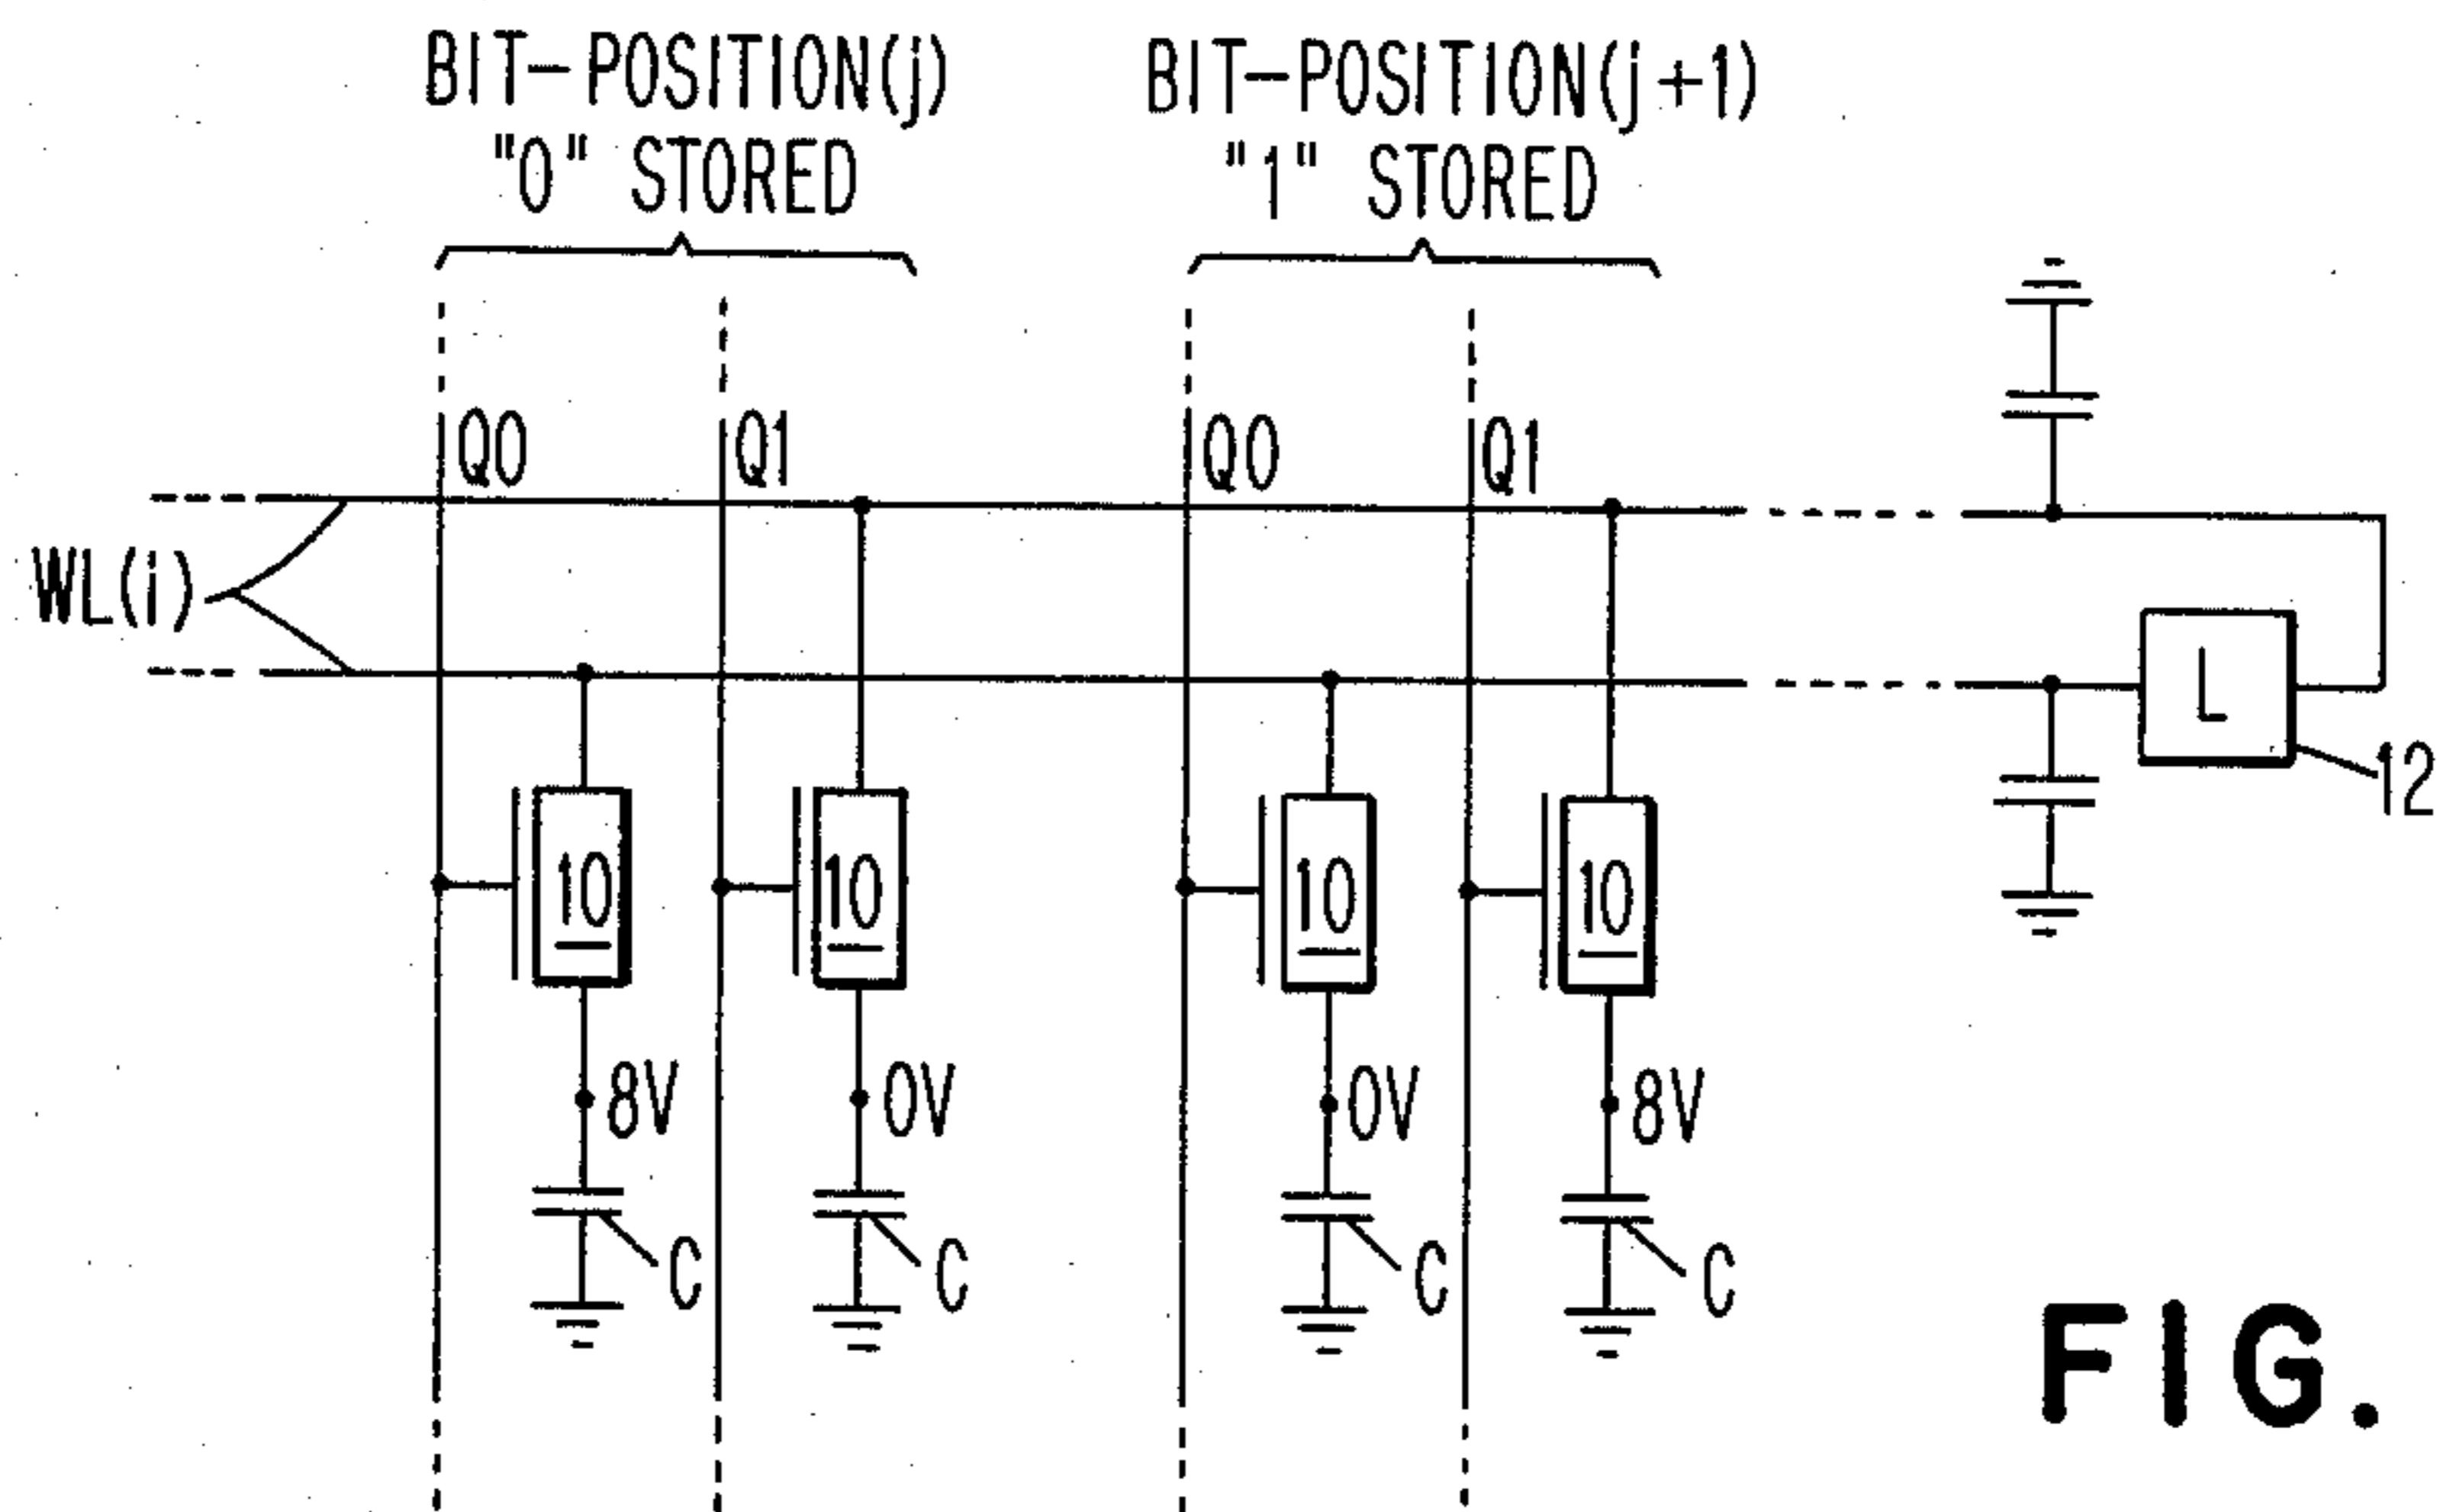 BIT-POSITION(j)
"0" STORED
BIT-POSITION(j+1)
"1" STORED
Q0 Q1 Q0 Q1
WL(i)
L
12
10 10 10 10
8V 0V 0V 8V
C C C C
FIG.